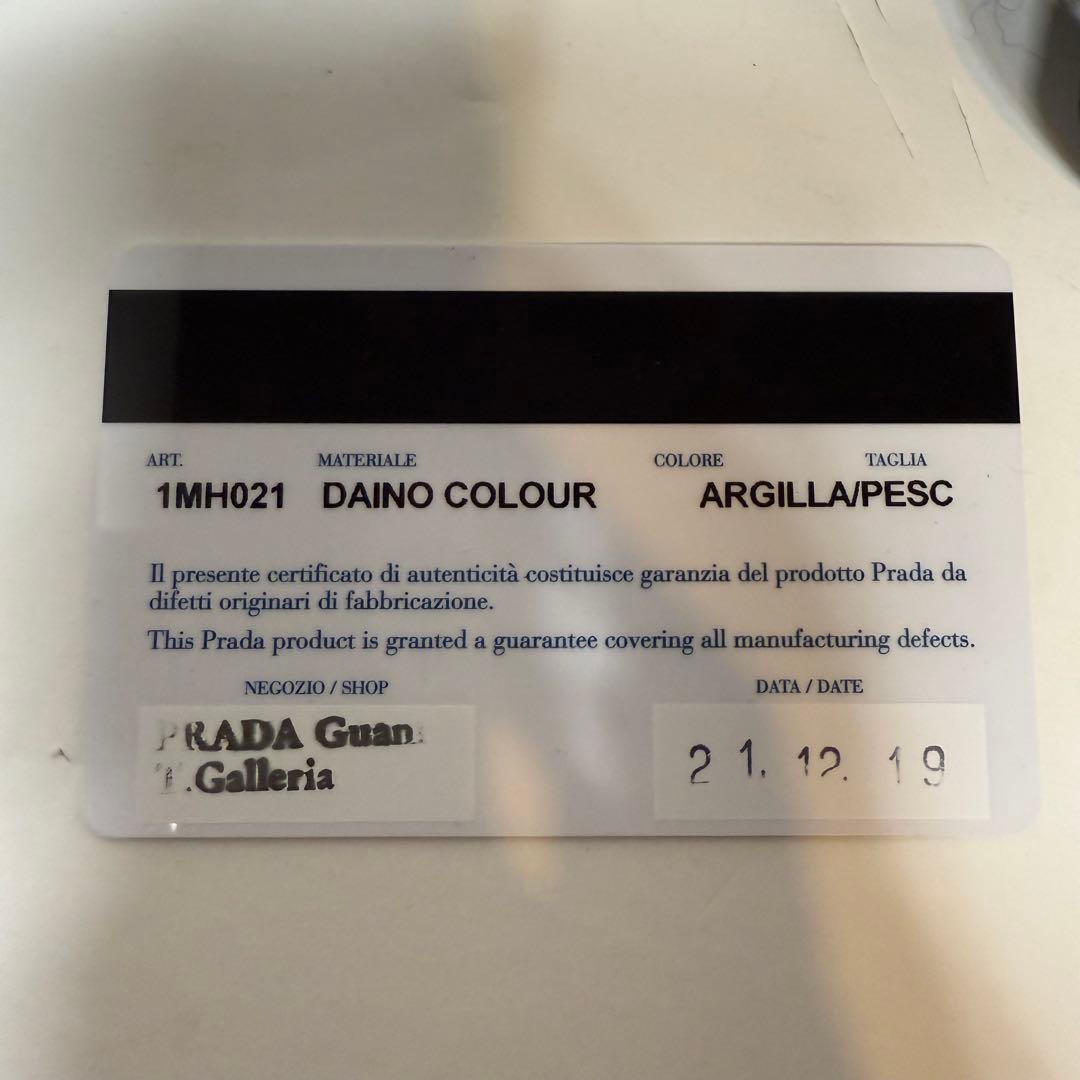 ART. MATERIALE COLORE TAGLIA
1MH021 DAINO COLOUR ARGILLA/PESC
Il presente certificato di autenticità costituisce garanzia del prodotto Prada da
difetti originari di fabbricazione.
This Prada product is granted a guarantee covering all manufacturing defects.
NEGOZIO / SHOP DATA / DATE
PRADA Guam
T.Galleria
21. 12. 19